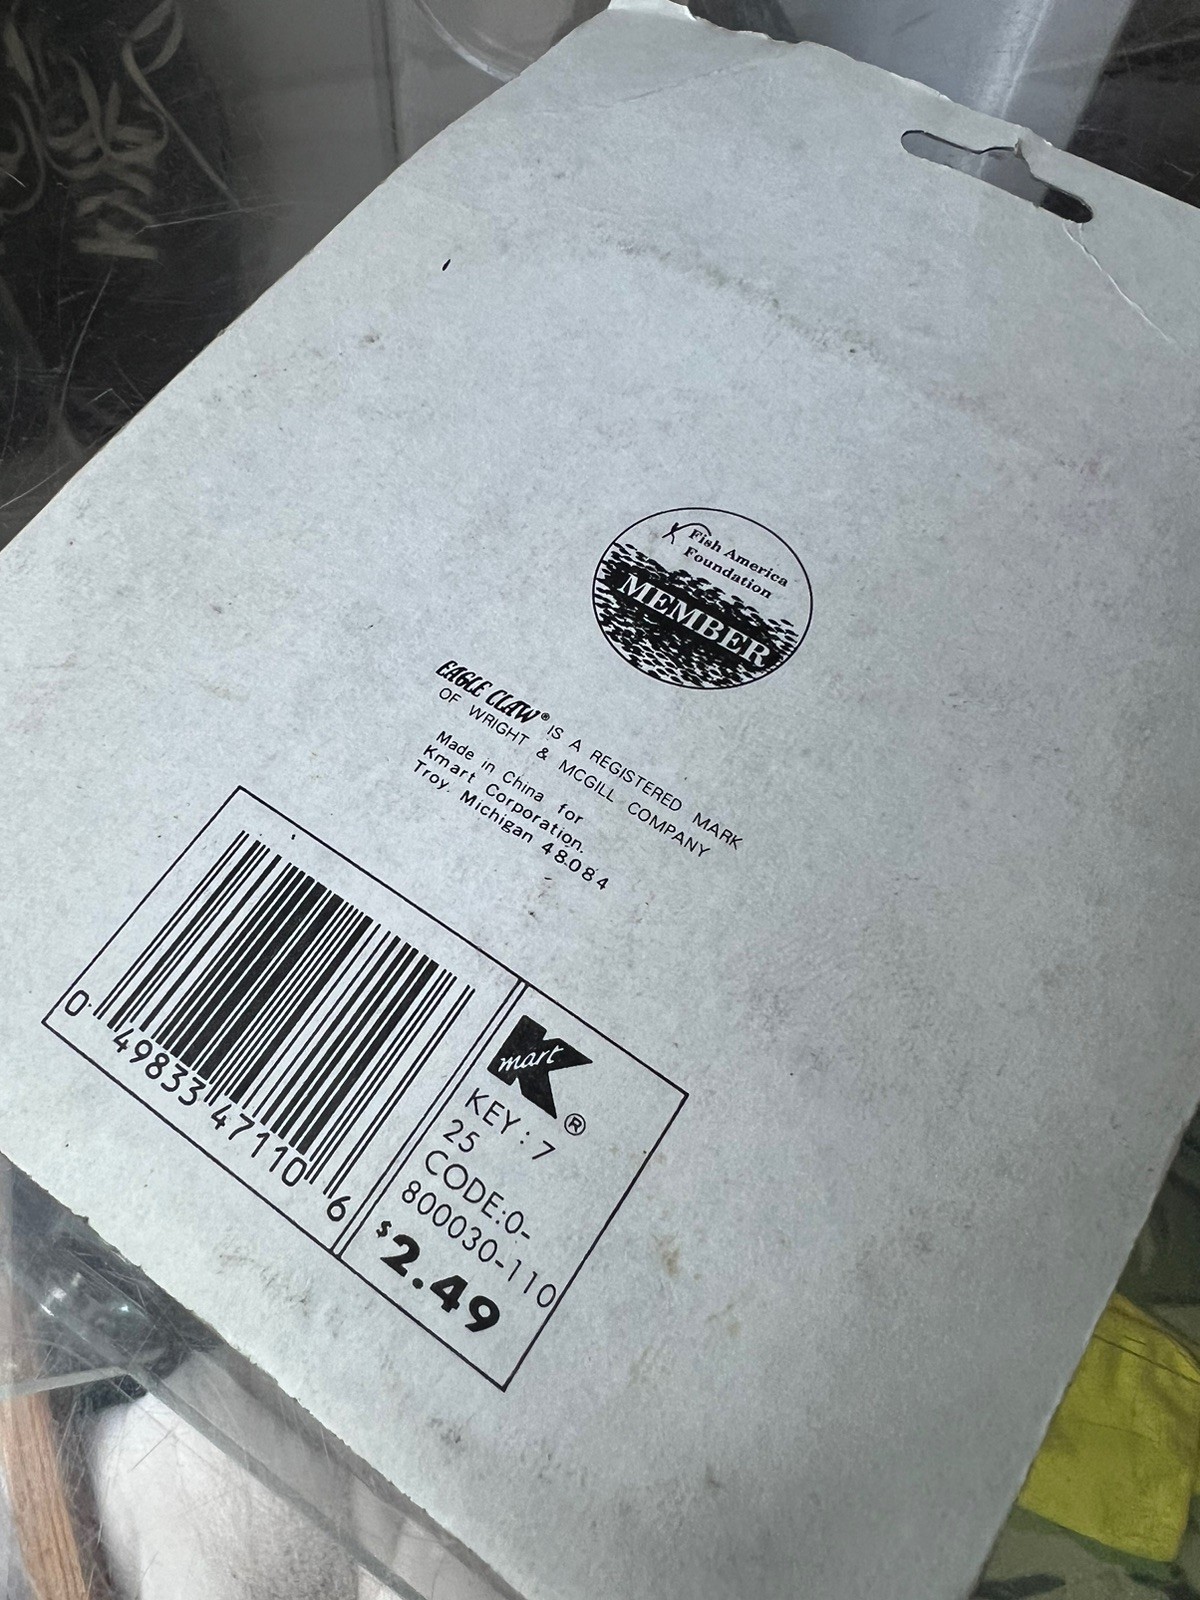 Fish America
Foundation
MEMBER
EAGLE CLAW® IS A REGISTERED MARK
OF WRIGHT & MCGILL COMPANY
Made in China for
Kmart Corporation.
Troy. Michigan 48084
0 49833 47110 6
Kmart®
KEY: 7
25
CODE:0-
800030-110
$2.49